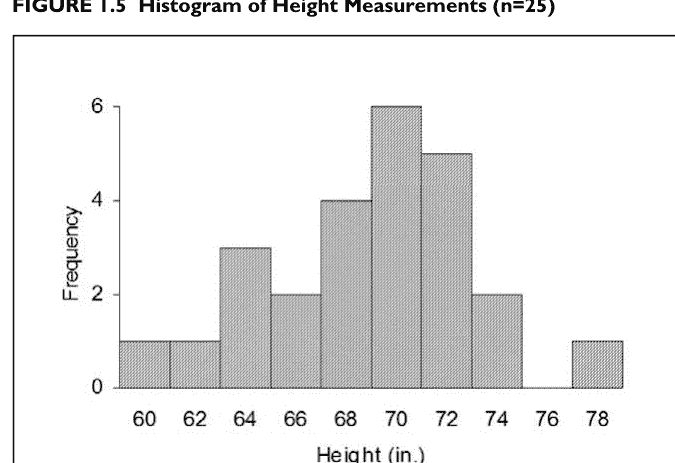 FIGURE 1.5 Histogram of Height Measurements (n=25)
6
4
2
0
Frequency
60 62 64 66 68 70 72 74 76 78
Height (in.)